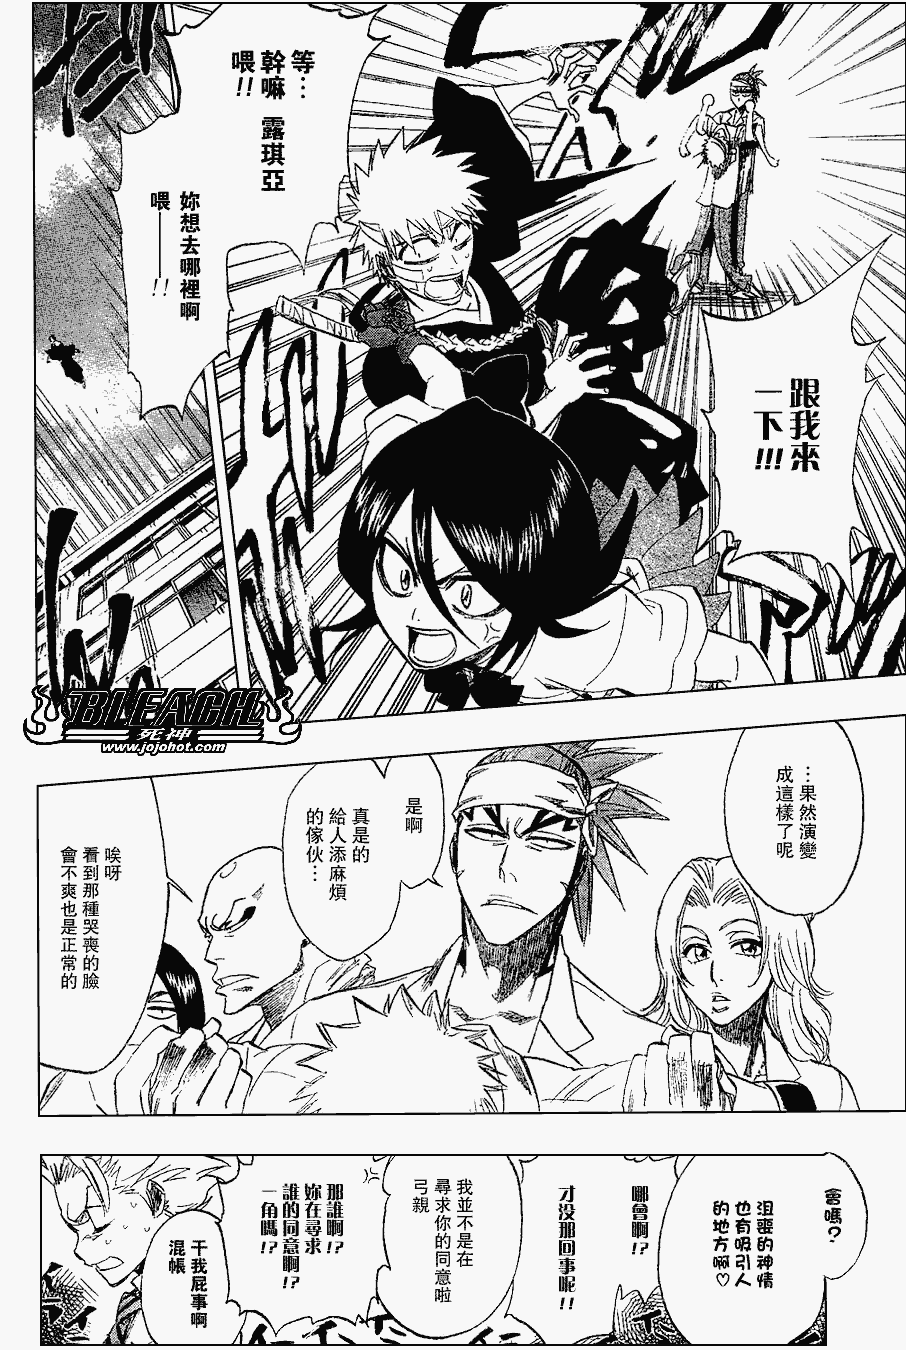 跟我來
一下!!!
等…
幹嘛 露琪亞
喂!!
妳想去哪裡啊
喂──!!
BLEACH
死神
www.jojohot.com
…果然演變
成這樣了呢
是啊
真是的
給人添麻煩
的傢伙…
唉呀
看到那種哭喪的臉
會不爽也是正常的
會嗎?
沮喪的神情
也有吸引人
的地方啊♡
哪會啊!?
才没那回事呢!!
我並不是在
尋求你的同意啦
弓親
那誰啊!?
妳在尋求
誰的同意啊!?
一角嗎!?
干我屁事啊
混帳